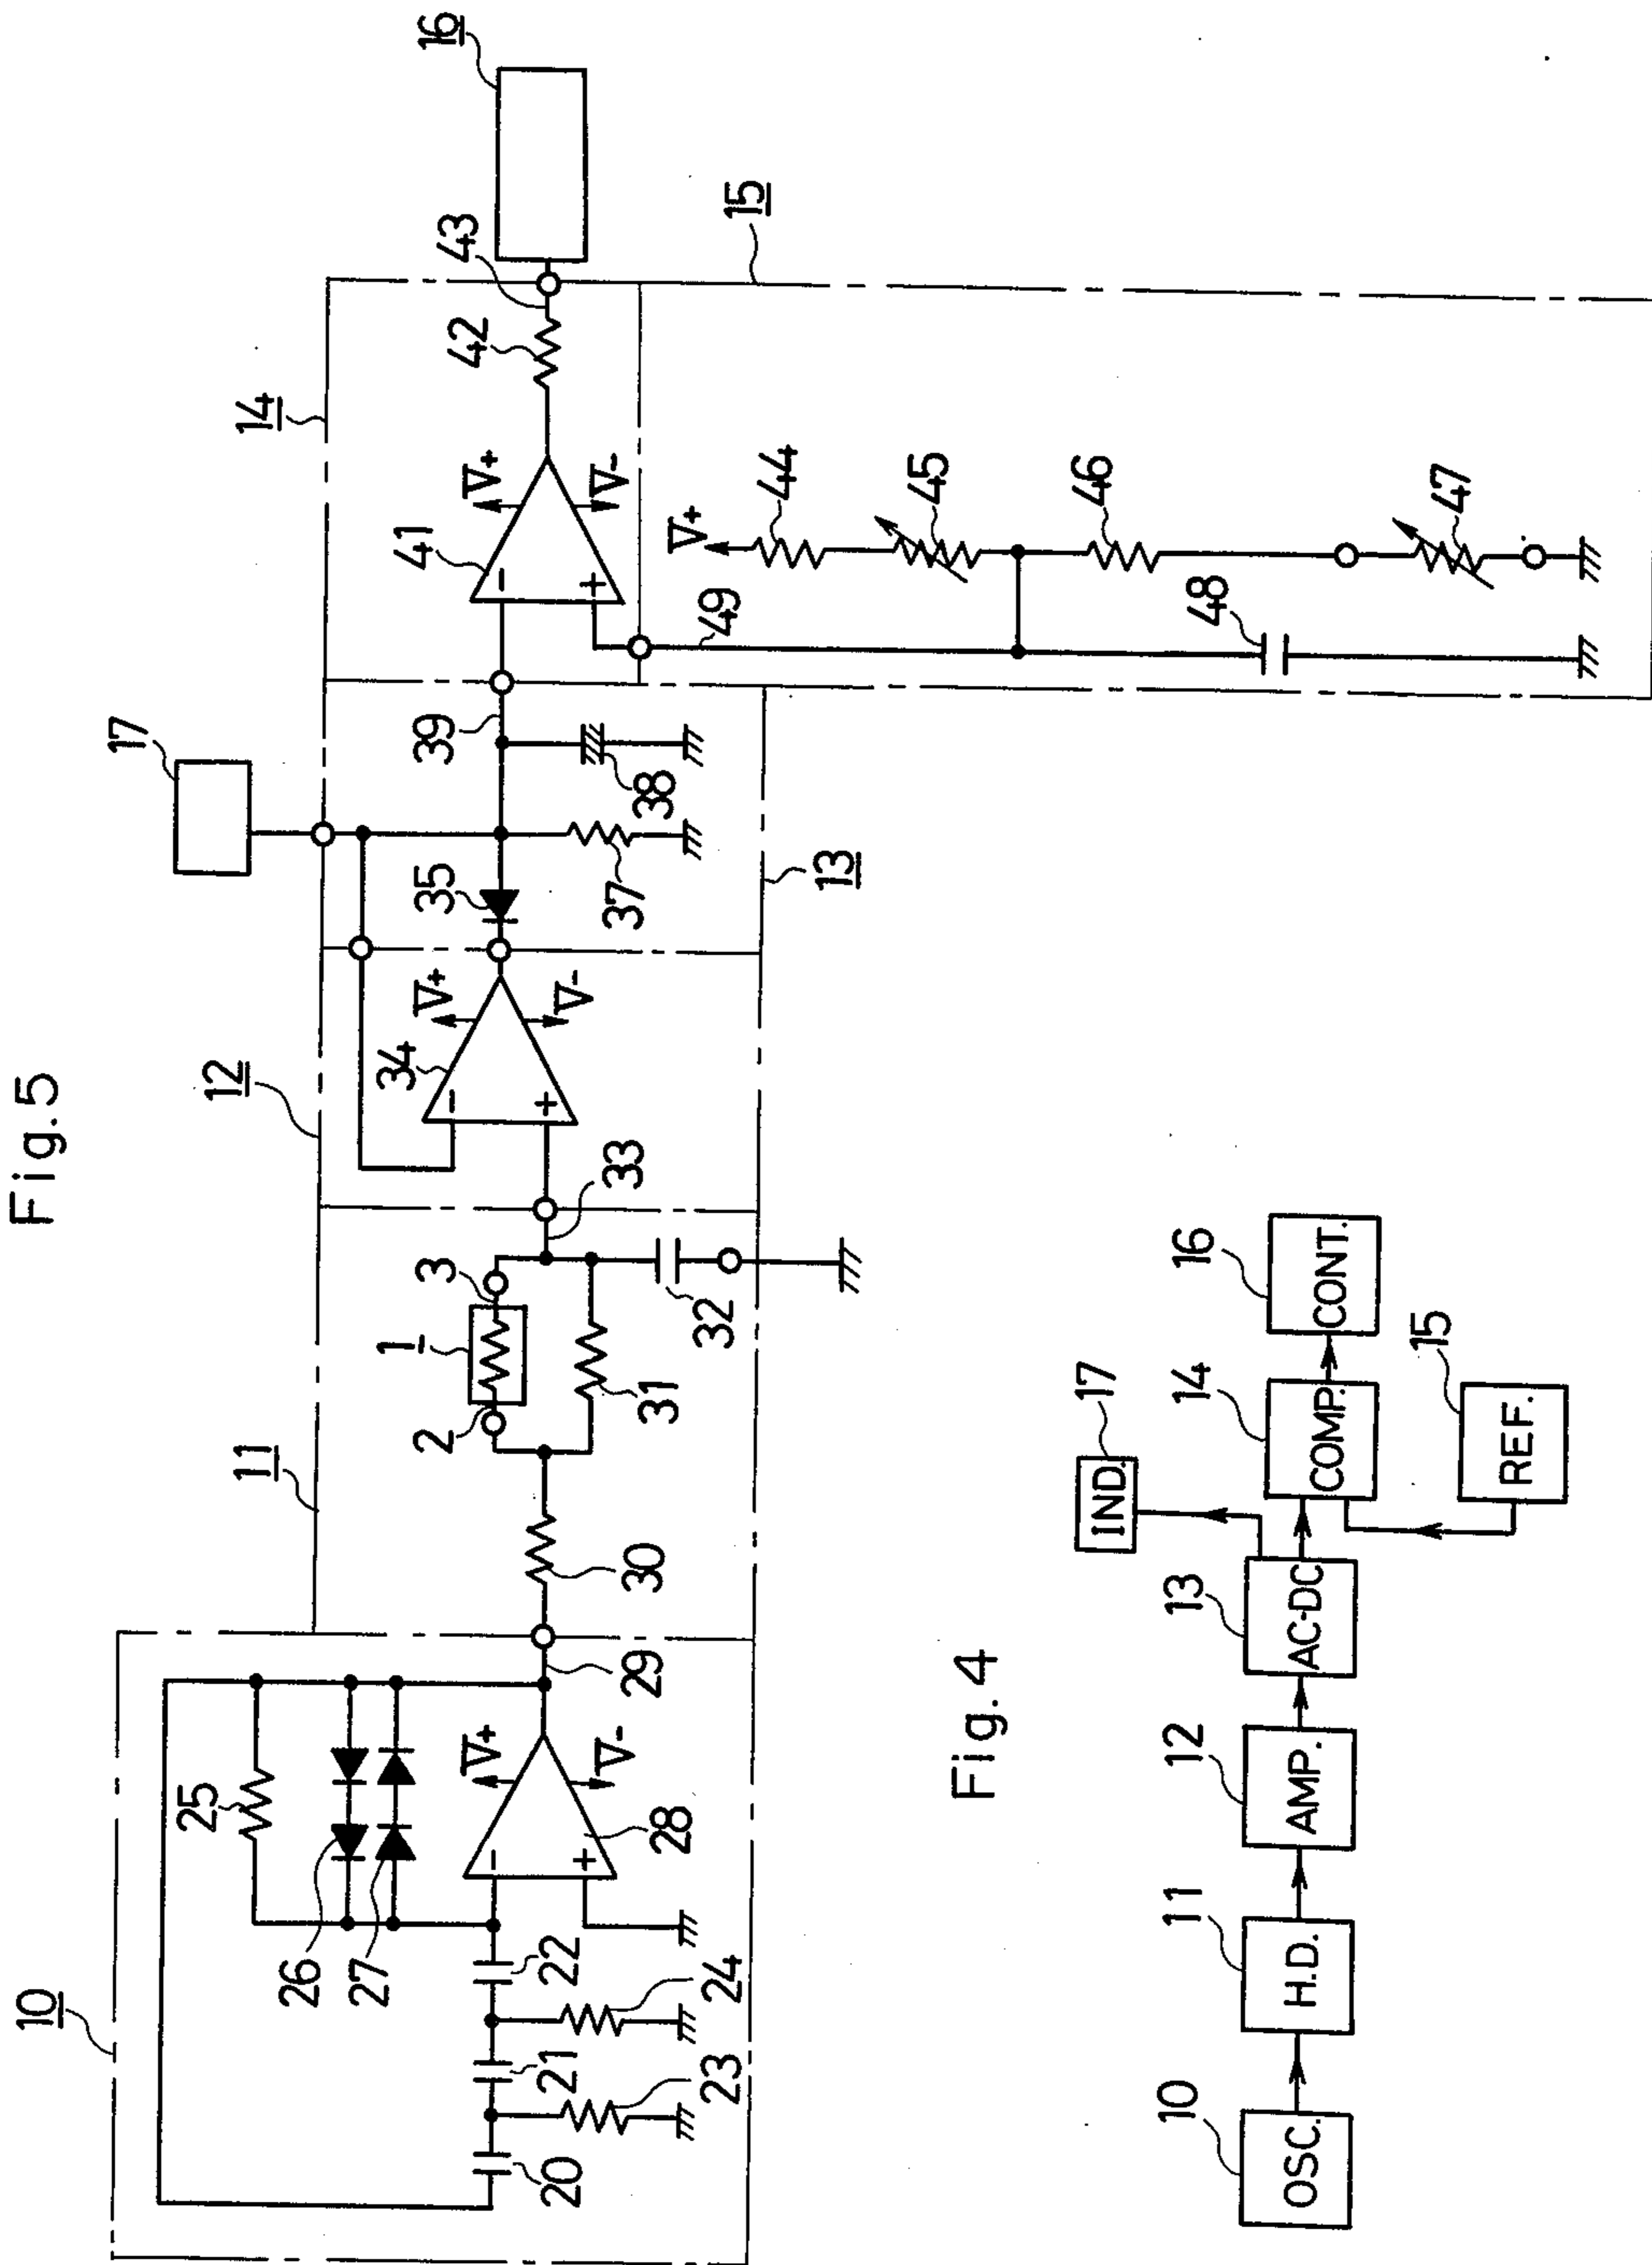 Fig.5
10
11
12
14
17
16
25
26
27
V+
V-
28
29
20
21
22
23
24
30
1
2
3
31
32
33
34
V+
V-
35
37
38
39
13
41
V+
V-
42
43
15
V+
44
45
46
47
48
49
Fig.4
10
OSC.
11
H.D.
12
AMP.
13
AC-DC
17
IND.
14
COMP.
16
CONT.
15
REF.